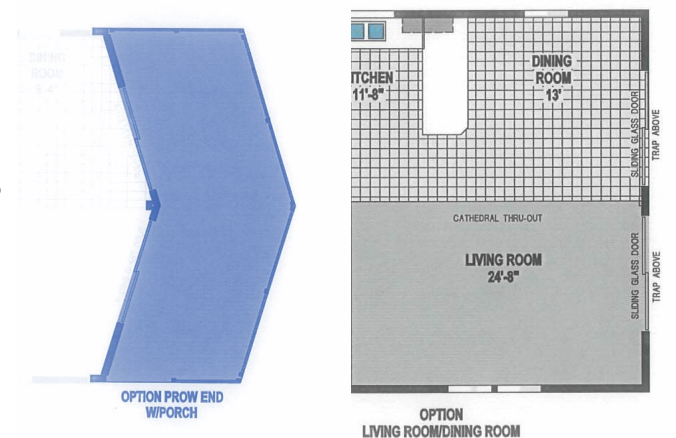 OPTION PROW END
W/PORCH
ITCHEN
11'-8"
DINING
ROOM
13'
SLIDING GLASS DOOR
TRAP ABOVE
CATHEDRAL THRU-OUT
LIVING ROOM
24'-8"
SLIDING GLASS DOOR
TRAP ABOVE
OPTION
LIVING ROOM/DINING ROOM